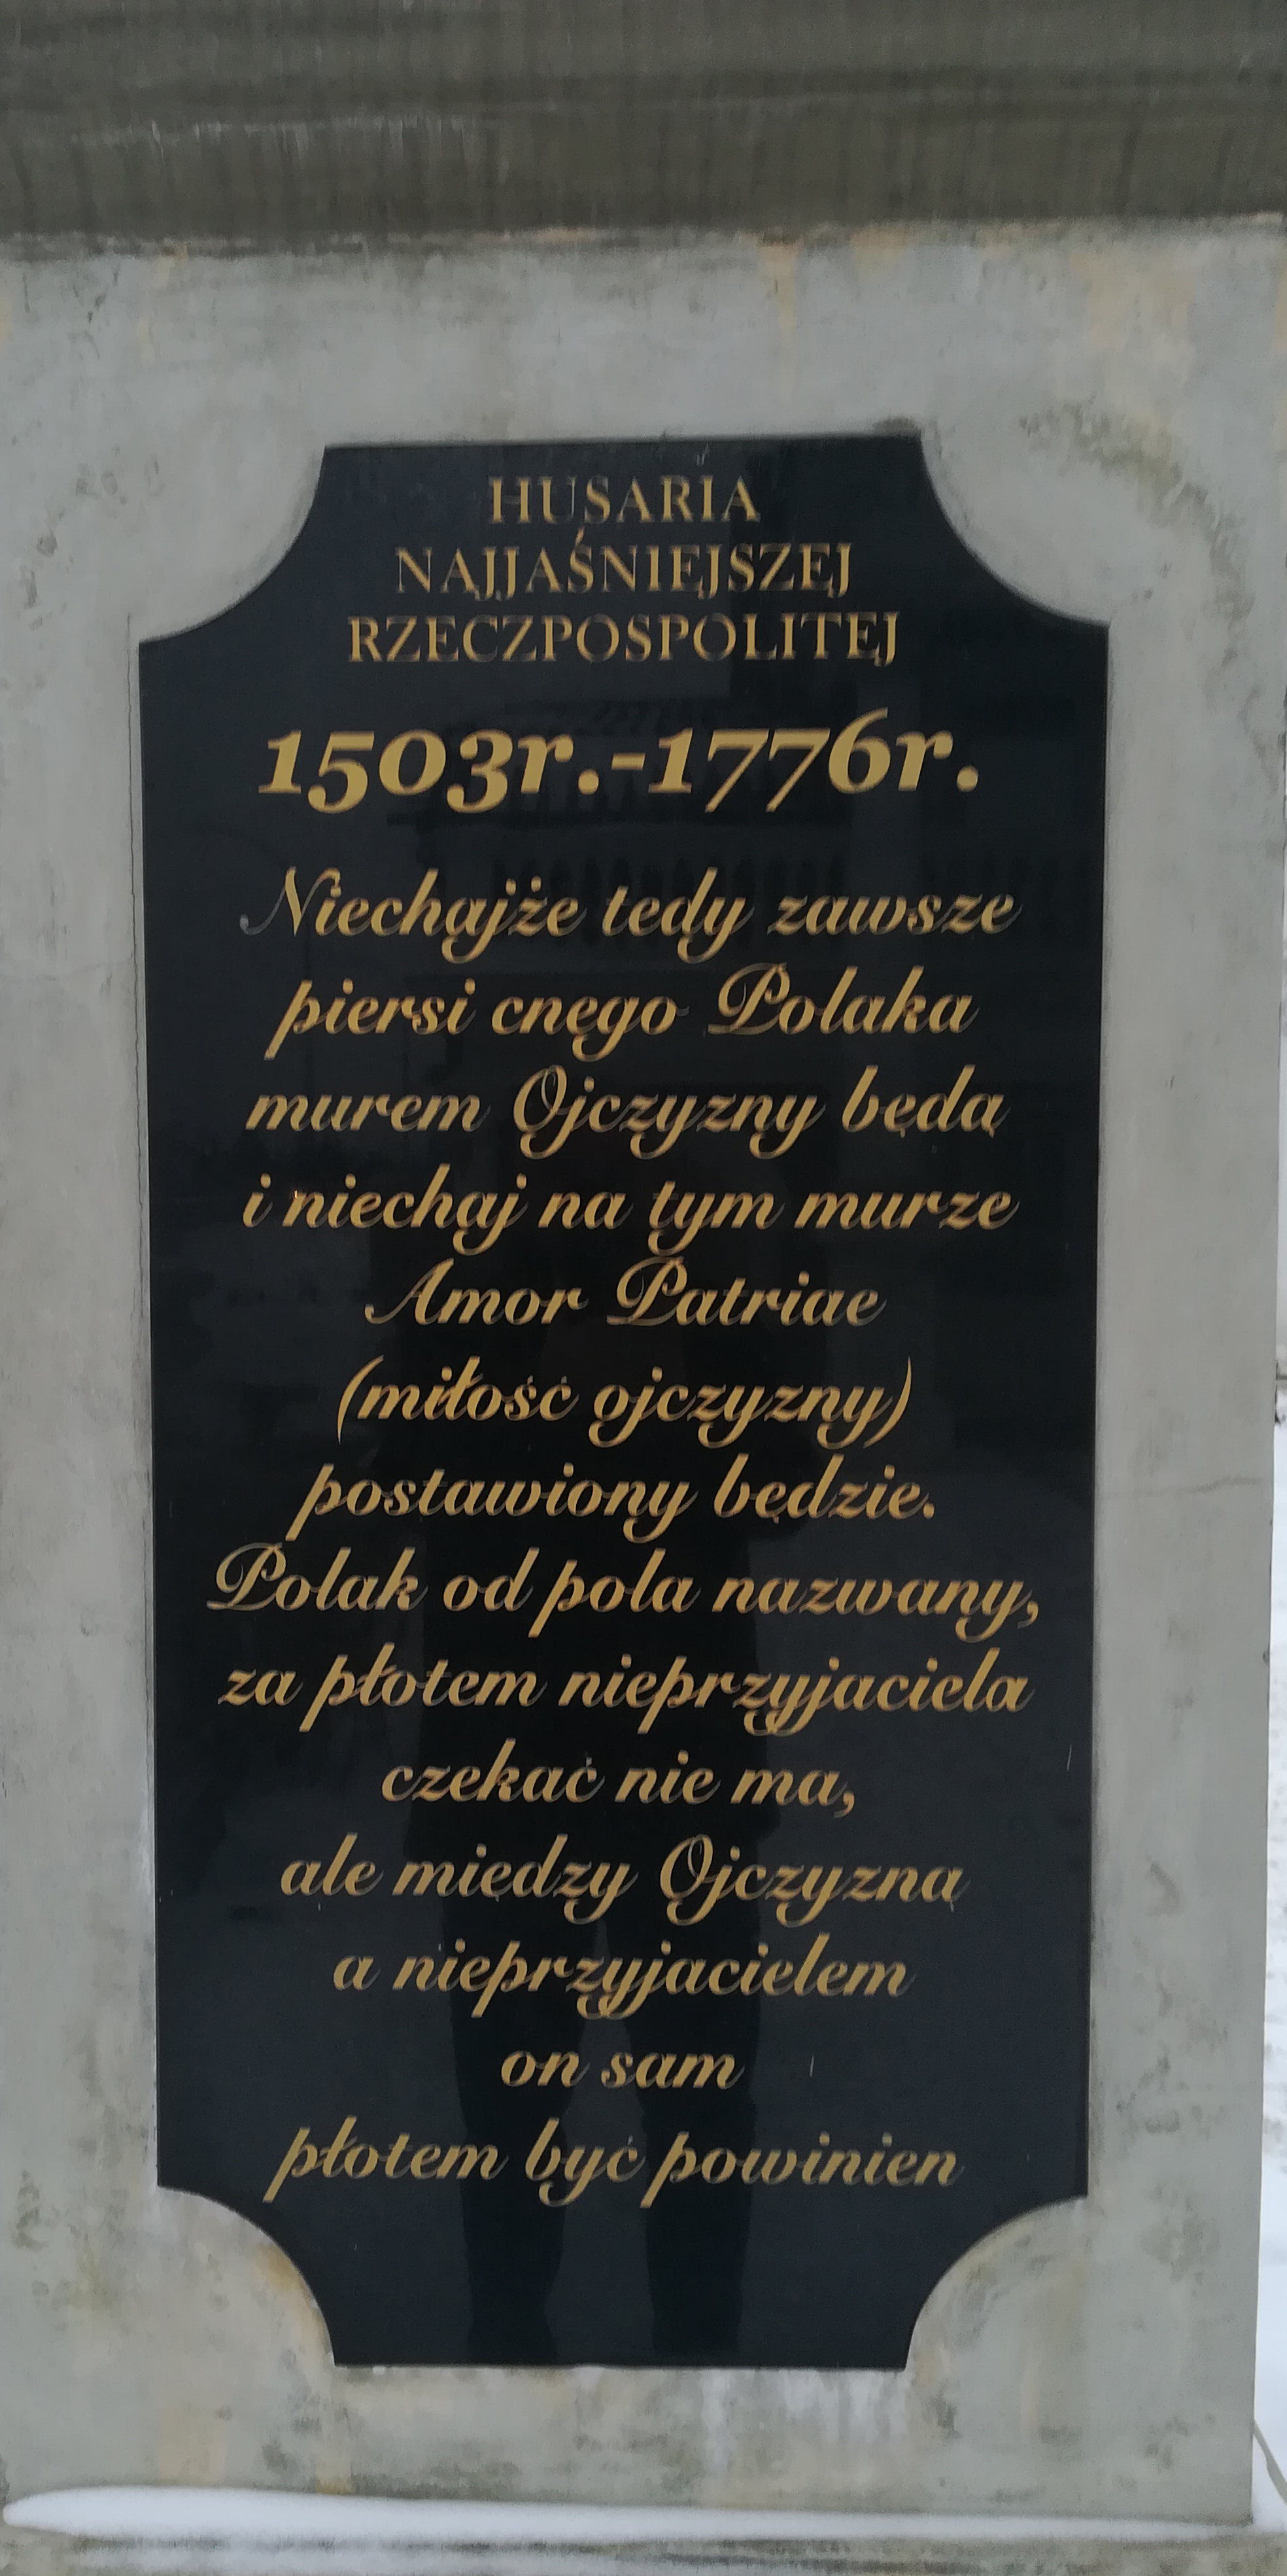 HUSARIA
NAJJAŚNIEJSZEJ
RZECZPOSPOLITEJ
1503r.-1776r.
Niechajże tedy zawsze
piersi cnego Polaka
murem Ojczyzny będą
i niechaj na tym murze
Amor Patriae
(miłość ojczyzny)
postawiony będzie.
Polak od pola nazwany,
za płotem nieprzyjaciela
czekać nie ma,
ale między Ojczyzną
a nieprzyjacielem
on sam
płotem być powinien